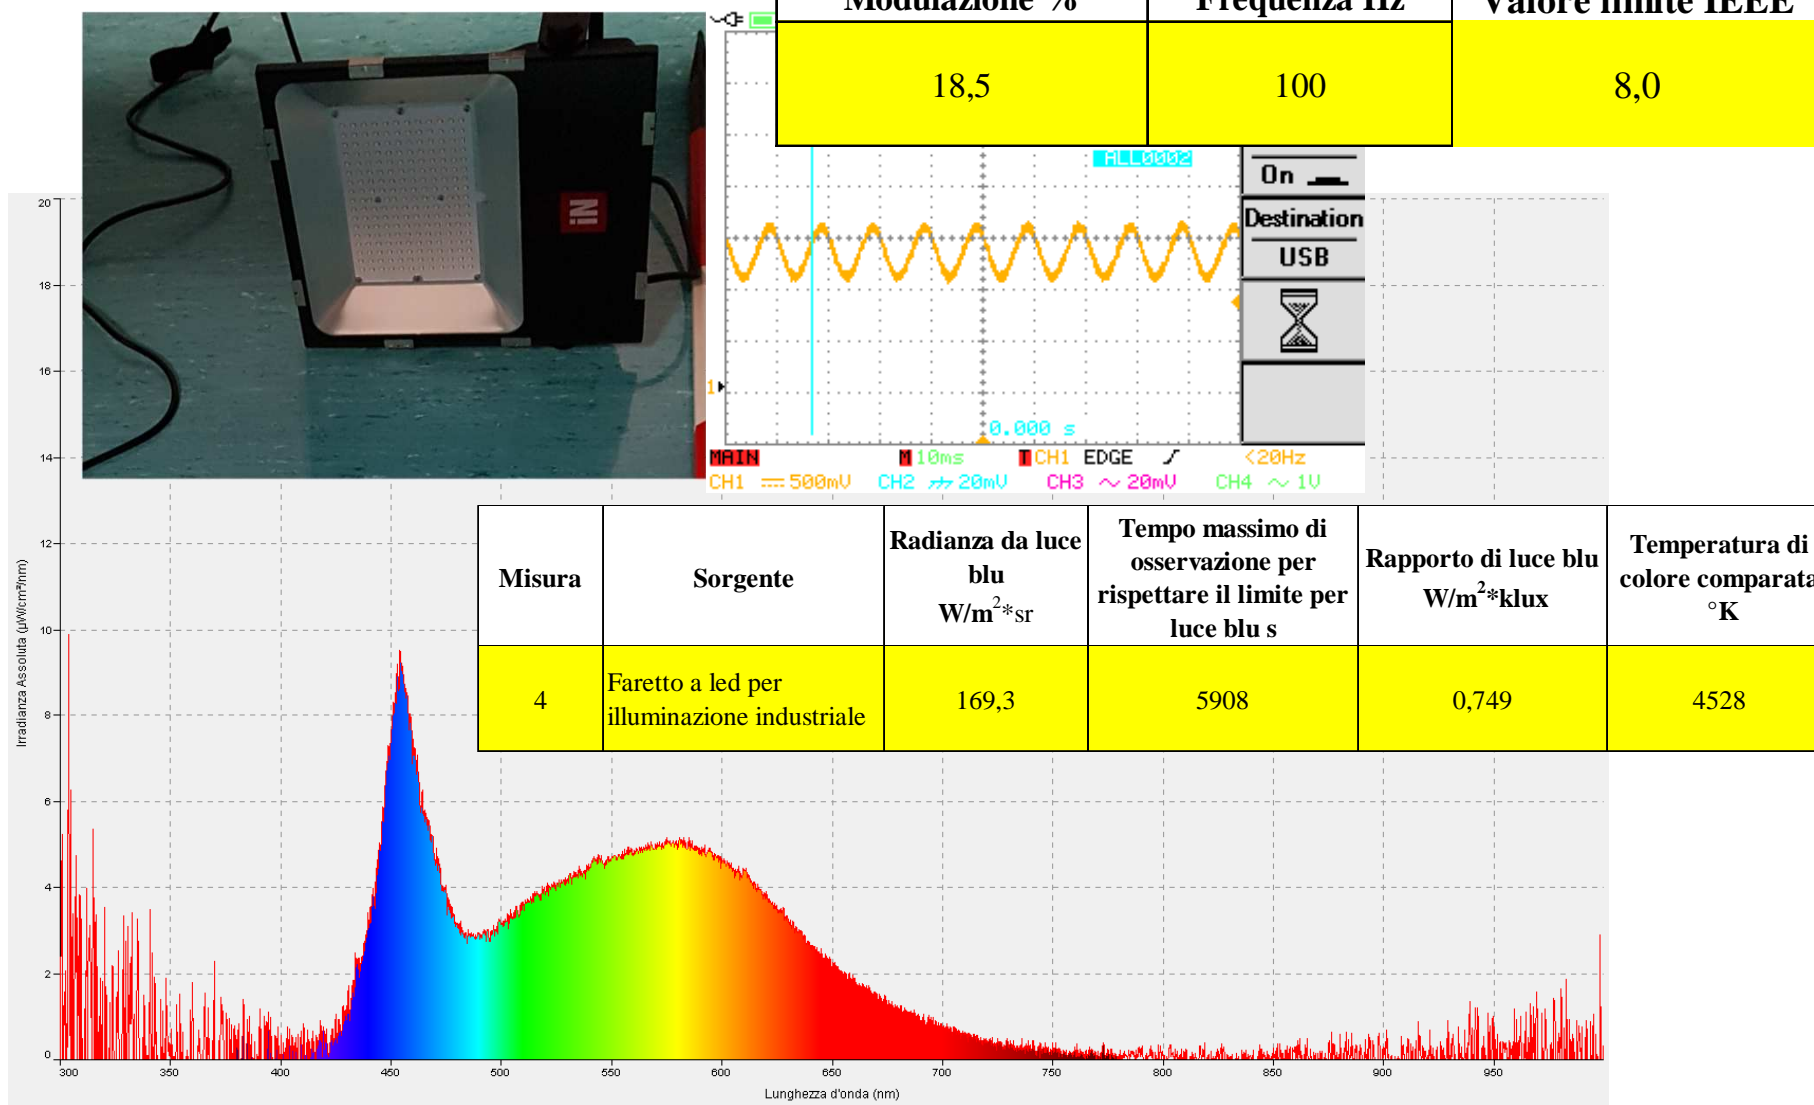 Modulazione %
Frequenza Hz
Valore limite IEEE
18,5
100
8,0
iN
ALL0002
On
Destination
USB
1
0.000 s
MAIN
M 10ms
T CH1 EDGE
<20Hz
CH1 500mV
CH2 20mV
CH3 ~ 20mV
CH4 ~ 1V
Misura
Sorgente
Radianza da luce
blu
W/m²*sr
Tempo massimo di
osservazione per
rispettare il limite per
luce blu s
Rapporto di luce blu
W/m²*klux
Temperatura di
colore comparata
°K
4
Faretto a led per
illuminazione industriale
169,3
5908
0,749
4528
Irradianza Assoluta (µW/cm²/nm)
20
18
16
14
12
10
8
6
4
2
0
300
350
400
450
500
550
600
650
700
750
800
850
900
950
Lunghezza d'onda (nm)